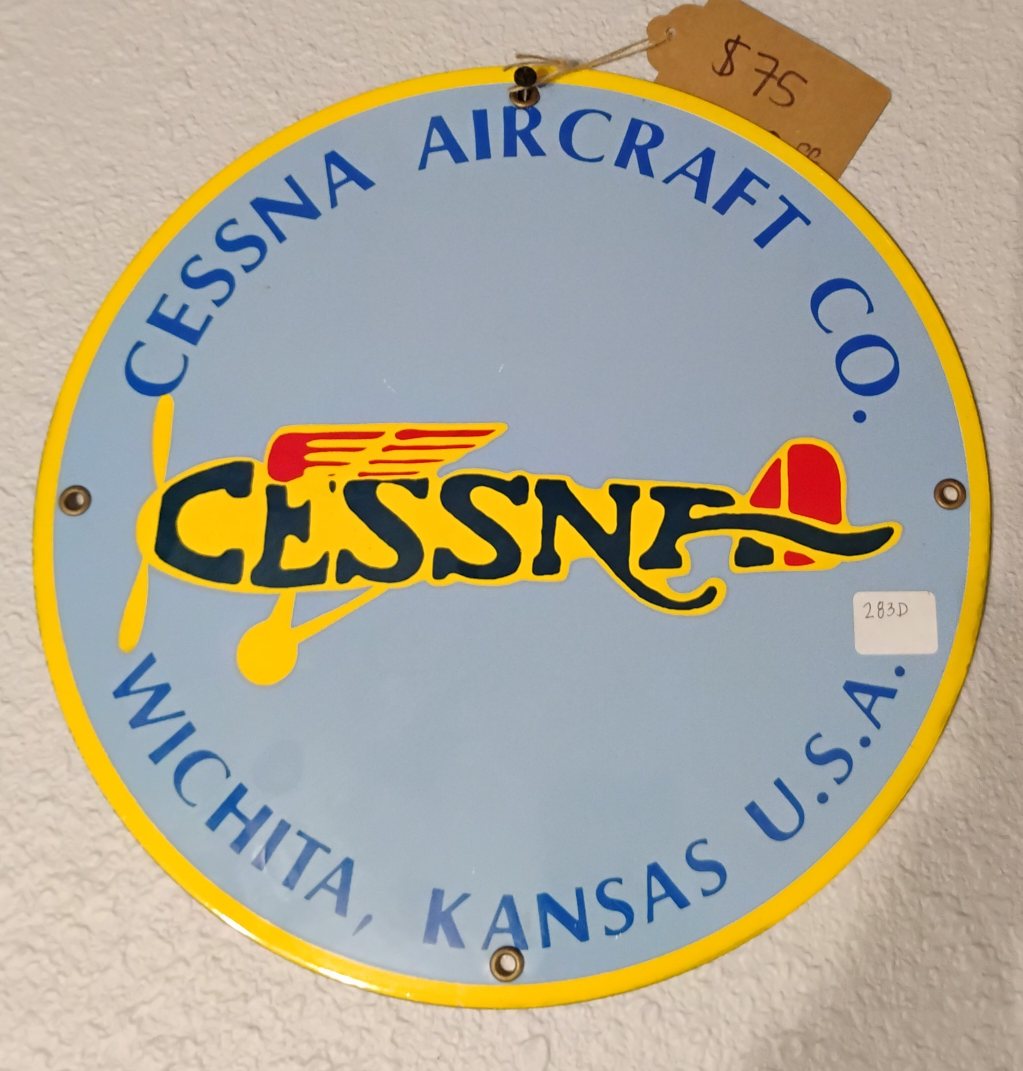 $75
CESSNA AIRCRAFT CO.
CESSNA
283D
WICHITA, KANSAS U.S.A.